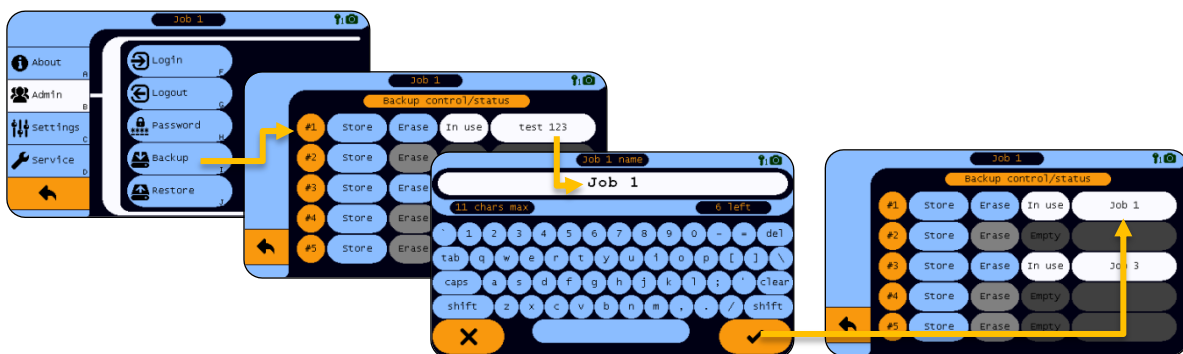 Job 1
About
A
Admin
B
Settings
C
Service
D
Login
F
Logout
G
Password
H
Backup
I
Restore
J
Job 1
Backup control/status
#1 Store Erase In use test 123
#2 Store Erase
#3 Store Erase
#4 Store Erase
#5 Store Erase
Job 1 name
Job 1
11 chars max 6 left
` 1 2 3 4 5 6 7 8 9 0 - = del
tab q w e r t y u i o p [ ] \
caps a s d f g h j k l ; ' clear
shift z x c v b n m , . / shift
Job 1
Backup control/status
#1 Store Erase In use Job 1
#2 Store Erase Empty
#3 Store Erase In use Job 3
#4 Store Erase Empty
#5 Store Erase Empty